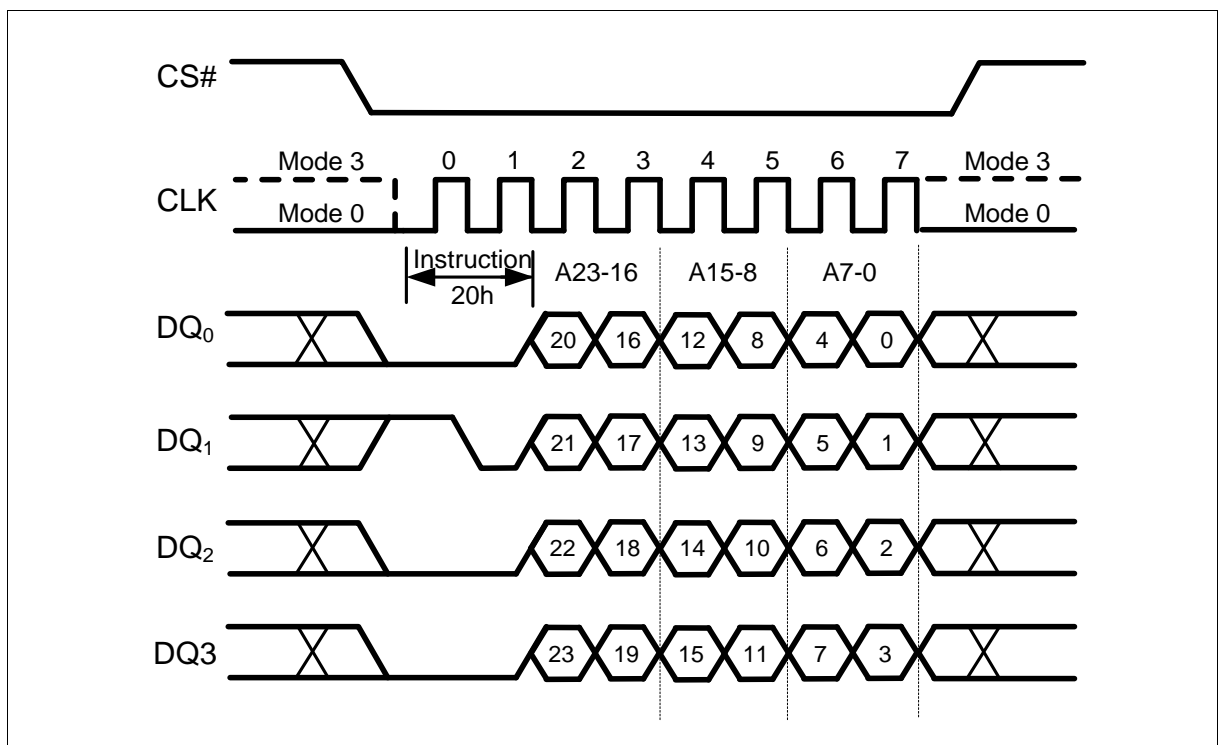 CS#
Mode 3 0 1 2 3 4 5 6 7 Mode 3
CLK
Mode 0 Mode 0
Instruction
20h
A23-16 A15-8 A7-0
DQ0 20 16 12 8 4 0
DQ1 21 17 13 9 5 1
DQ2 22 18 14 10 6 2
DQ3 23 19 15 11 7 3